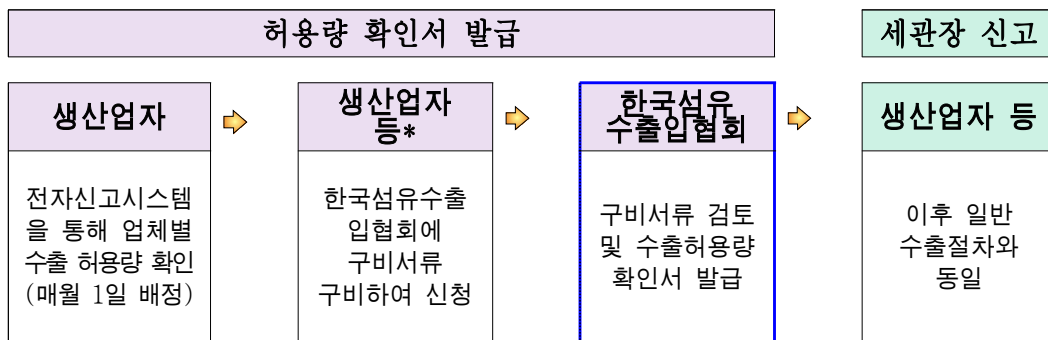 허용량 확인서 발급
세관장 신고
생산업자
생산업자
등*
한국섬유
수출입협회
생산업자 등
전자신고시스템
을 통해 업체별
수출 허용량 확인
(매월 1일 배정)
한국섬유수출
입협회에
구비서류
구비하여 신청
구비서류 검토
및 수출허용량
확인서 발급
이후 일반
수출절차와
동일